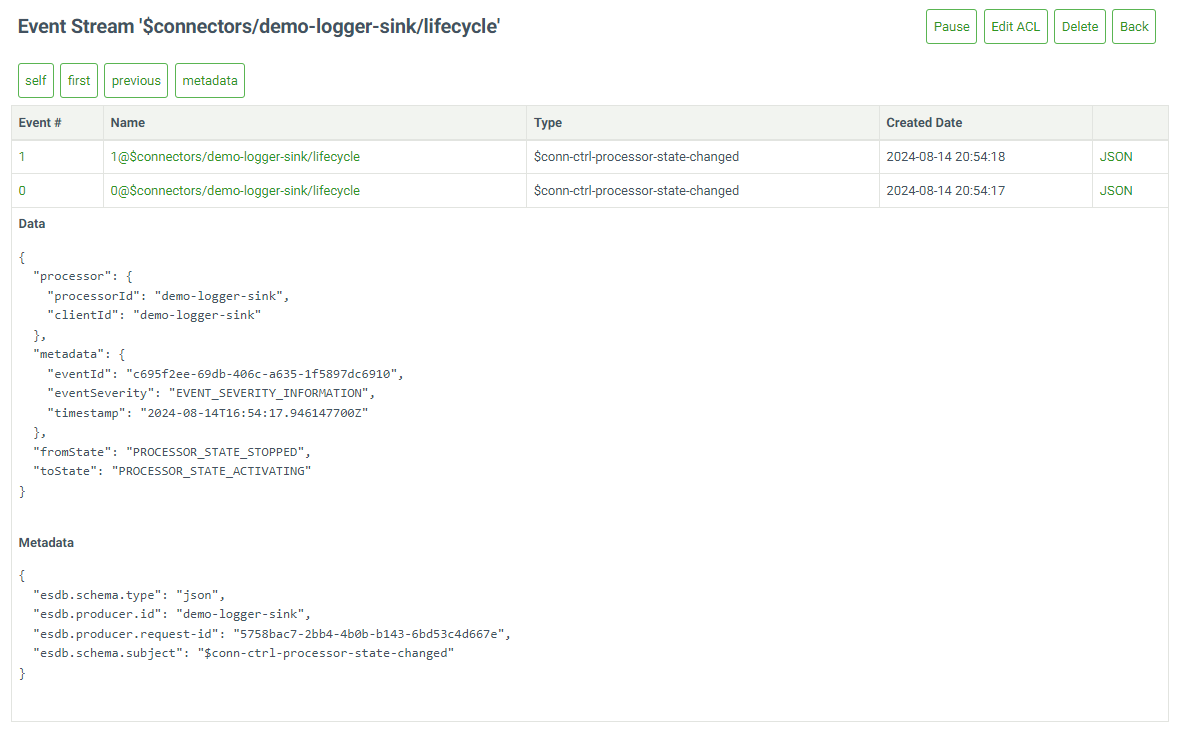 Event Stream '$connectors/demo-logger-sink/lifecycle'
Pause Edit ACL Delete Back
self first previous metadata
Event # Name Type Created Date
1 1@$connectors/demo-logger-sink/lifecycle $conn-ctrl-processor-state-changed 2024-08-14 20:54:18 JSON
0 0@$connectors/demo-logger-sink/lifecycle $conn-ctrl-processor-state-changed 2024-08-14 20:54:17 JSON
Data
{
  "processor": {
    "processorId": "demo-logger-sink",
    "clientId": "demo-logger-sink"
  },
  "metadata": {
    "eventId": "c695f2ee-69db-406c-a635-1f5897dc6910",
    "eventSeverity": "EVENT_SEVERITY_INFORMATION",
    "timestamp": "2024-08-14T16:54:17.946147700Z"
  },
  "fromState": "PROCESSOR_STATE_STOPPED",
  "toState": "PROCESSOR_STATE_ACTIVATING"
}
Metadata
{
  "esdb.schema.type": "json",
  "esdb.producer.id": "demo-logger-sink",
  "esdb.producer.request-id": "5758bac7-2bb4-4b0b-b143-6bd53c4d667e",
  "esdb.schema.subject": "$conn-ctrl-processor-state-changed"
}